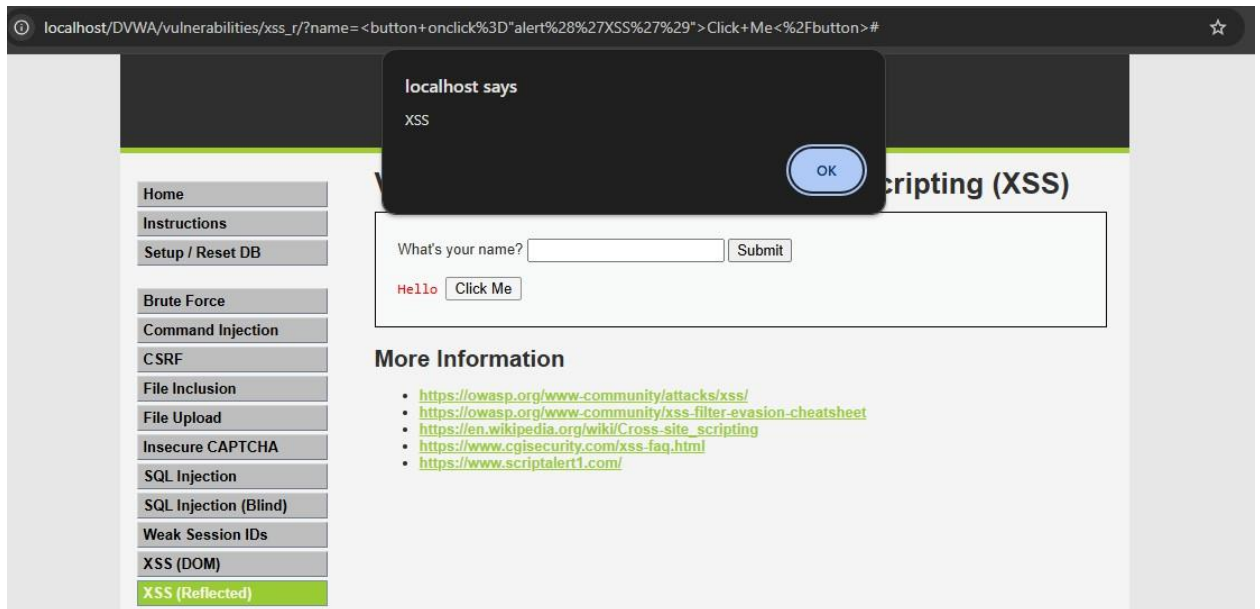 localhost/DVWA/vulnerabilities/xss_r/?name=<button+onclick%3D"alert%28%27XSS%27%29">Click+Me<%2Fbutton>#
localhost says
XSS
OK
cripting (XSS)
Home
Instructions
Setup / Reset DB
Brute Force
Command Injection
CSRF
File Inclusion
File Upload
Insecure CAPTCHA
SQL Injection
SQL Injection (Blind)
Weak Session IDs
XSS (DOM)
XSS (Reflected)
What's your name? Submit
Hello Click Me
More Information
https://owasp.org/www-community/attacks/xss/
https://owasp.org/www-community/xss-filter-evasion-cheatsheet
https://en.wikipedia.org/wiki/Cross-site_scripting
https://www.cgisecurity.com/xss-faq.html
https://www.scriptalert1.com/